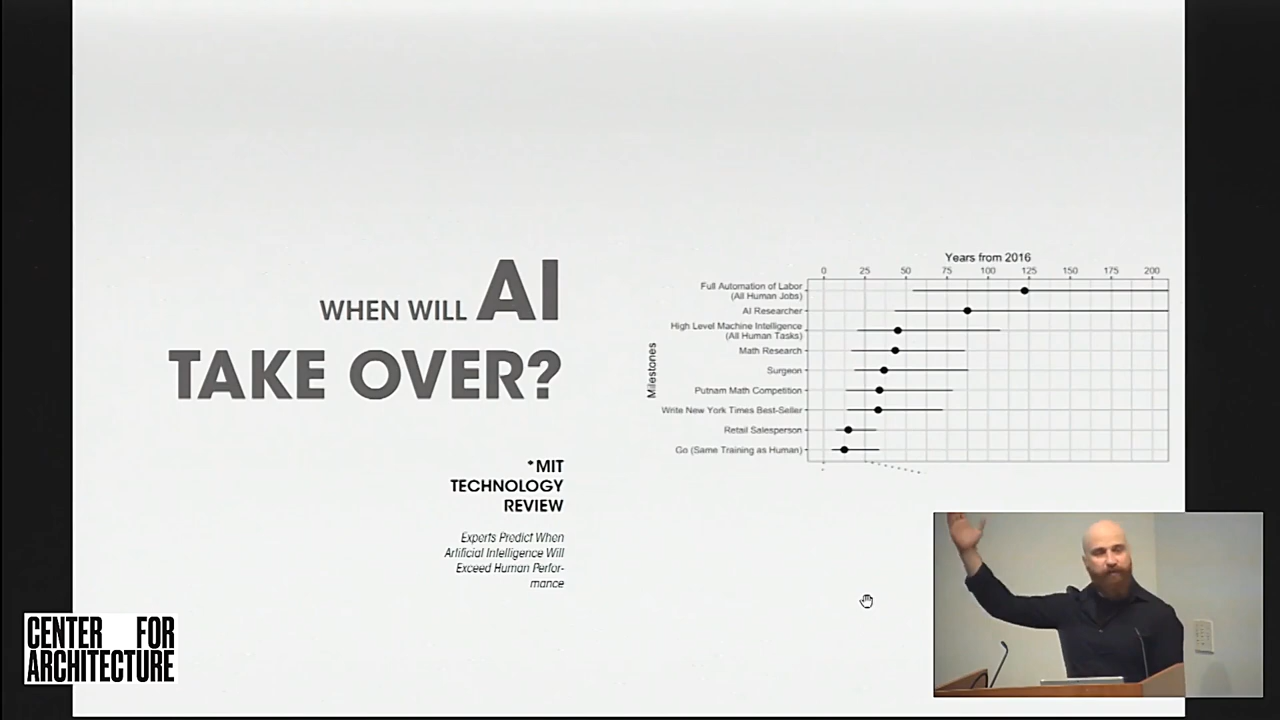 WHEN WILL AI
TAKE OVER?
*MIT
TECHNOLOGY
REVIEW
Experts Predict When
Artificial Intelligence Will
Exceed Human Perfor-
mance
Years from 2016
0 25 50 75 100 125 150 175 200
Milestones
Full Automation of Labor
(All Human Jobs)
AI Researcher
High Level Machine Intelligence
(All Human Tasks)
Math Research
Surgeon
Putnam Math Competition
Write New York Times Best-Seller
Retail Salesperson
Go (Same Training as Human)
CENTER FOR
ARCHITECTURE